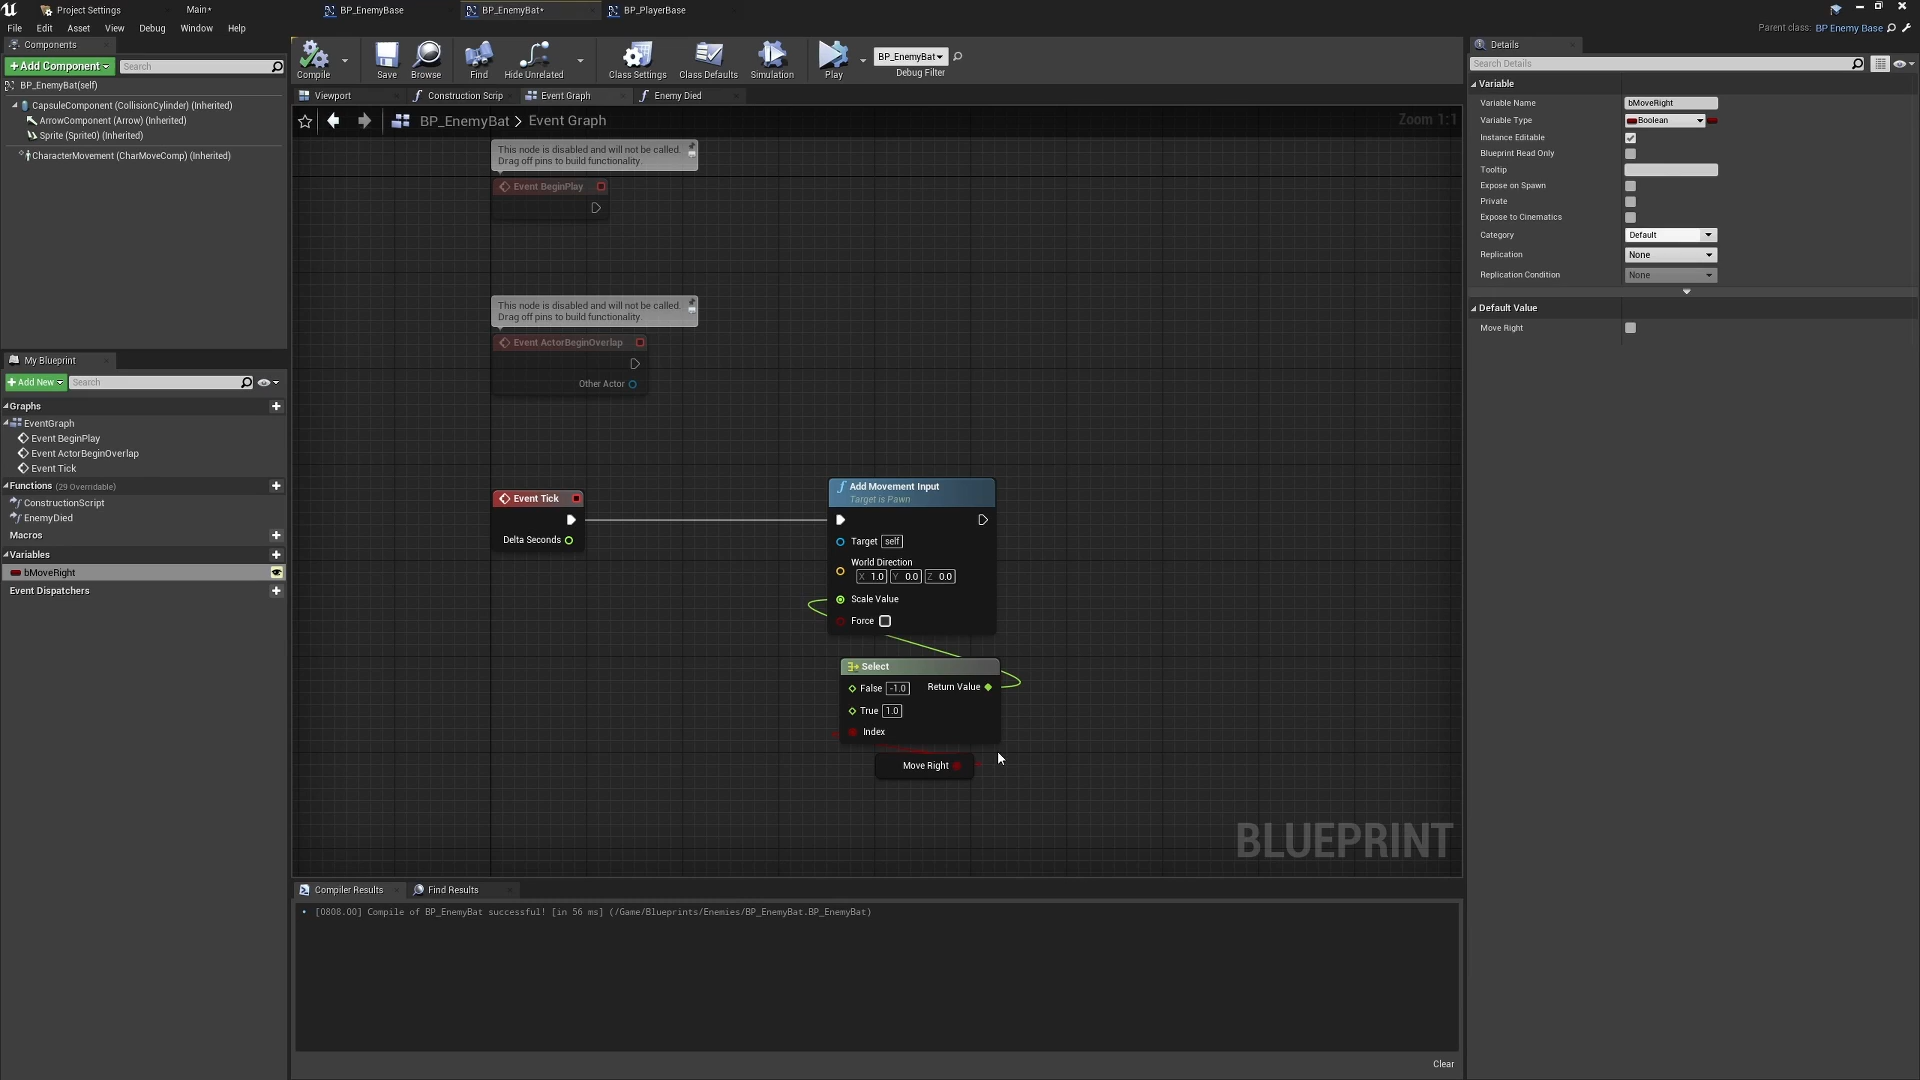 Project Settings
Main*
BP_EnemyBase
BP_EnemyBat*
BP_PlayerBase
File Edit Asset View Debug Window Help
Parent class: BP Enemy Base
Components
+Add Component
Search
BP_EnemyBat(self)
CapsuleComponent (CollisionCylinder) (Inherited)
ArrowComponent (Arrow) (Inherited)
Sprite (Sprite0) (Inherited)
CharacterMovement (CharMoveComp) (Inherited)
My Blueprint
+Add New
Search
Graphs
EventGraph
Event BeginPlay
Event ActorBeginOverlap
Event Tick
Functions (29 Overridable)
ConstructionScript
EnemyDied
Macros
Variables
bMoveRight
Event Dispatchers
Compile
Save
Browse
Find
Hide Unrelated
Class Settings
Class Defaults
Simulation
Play
BP_EnemyBat
Debug Filter
Viewport
Construction Scrip
Event Graph
Enemy Died
BP_EnemyBat > Event Graph
Zoom 1:1
This node is disabled and will not be called.
Drag off pins to build functionality.
Event BeginPlay
This node is disabled and will not be called.
Drag off pins to build functionality.
Event ActorBeginOverlap
Other Actor
Event Tick
Delta Seconds
Add Movement Input
Target is Pawn
Target self
World Direction
X 1.0 Y 0.0 Z 0.0
Scale Value
Force
Select
False -1.0 Return Value
True 1.0
Index
Move Right
BLUEPRINT
Compiler Results
Find Results
[0808.00] Compile of BP_EnemyBat successful! [in 56 ms] (/Game/Blueprints/Enemies/BP_EnemyBat.BP_EnemyBat)
Clear
Details
Search Details
Variable
Variable Name bMoveRight
Variable Type Boolean
Instance Editable
Blueprint Read Only
Tooltip
Expose on Spawn
Private
Expose to Cinematics
Category Default
Replication None
Replication Condition None
Default Value
Move Right